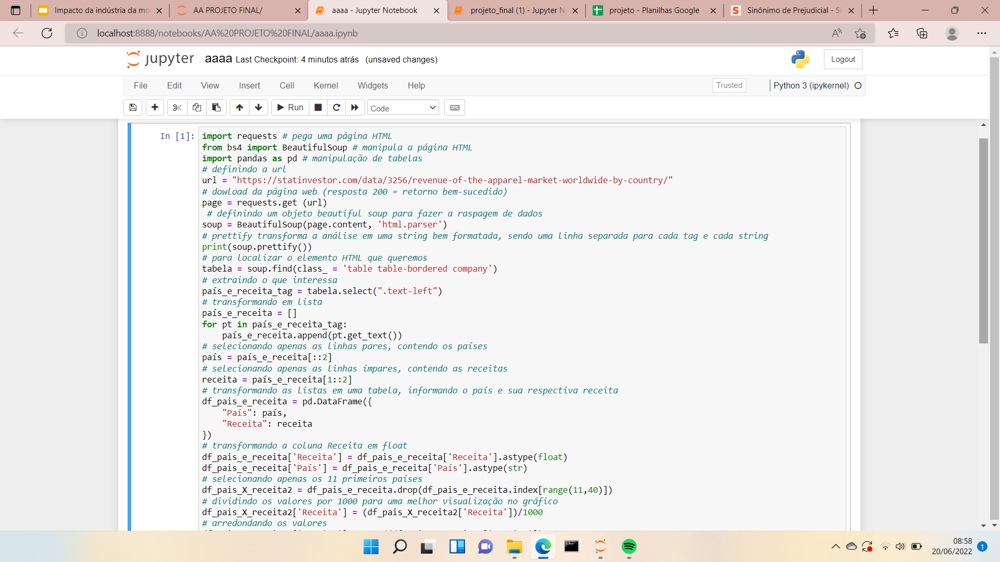 Impacto da indústria da mo
AA PROJETO FINAL/
aaaa - Jupyter Notebook
projeto_final (1) - Jupyter N
projeto - Planilhas Google
Sinônimo de Prejudicial - Si
localhost:8888/notebooks/AA%20PROJETO%20FINAL/aaaa.ipynb
jupyter aaaa Last Checkpoint: 4 minutos atrás (unsaved changes)
Logout
File Edit View Insert Cell Kernel Widgets Help
Trusted
Python 3 (ipykernel)
Run
Code
In [1]:
import requests # pega uma página HTML
from bs4 import BeautifulSoup # manipula a página HTML
import pandas as pd # manipulação de tabelas
# definindo a url
url = "https://statinvestor.com/data/3256/revenue-of-the-apparel-market-worldwide-by-country/"
# dowload da página web (resposta 200 = retorno bem-sucedido)
page = requests.get (url)
 # definindo um objeto beautiful soup para fazer a raspagem de dados
soup = BeautifulSoup(page.content, 'html.parser')
# prettify transforma a análise em uma string bem formatada, sendo uma linha separada para cada tag e cada string
print(soup.prettify())
# para localizar o elemento HTML que queremos
tabela = soup.find(class_ = 'table table-bordered company')
# extraindo o que interessa
país_e_receita_tag = tabela.select(".text-left")
# transformando em lista
país_e_receita = []
for pt in país_e_receita_tag:
    país_e_receita.append(pt.get_text())
# selecionando apenas as linhas pares, contendo os países
país = país_e_receita[::2]
# selecionando apenas as linhas ímpares, contendo as receitas
receita = país_e_receita[1::2]
# transformando as listas em uma tabela, informando o país e sua respectiva receita
df_pais_e_receita = pd.DataFrame({
    "País": país,
    "Receita": receita
})
# transformando a coluna Receita em float
df_pais_e_receita['Receita'] = df_pais_e_receita['Receita'].astype(float)
df_pais_e_receita['País'] = df_pais_e_receita['País'].astype(str)
# selecionando apenas os 11 primeiros países
df_pais_X_receita2 = df_pais_e_receita.drop(df_pais_e_receita.index[range(11,40)])
# dividindo os valores por 1000 para uma melhor visualização no gráfico
df_pais_X_receita2['Receita'] = (df_pais_X_receita2['Receita'])/1000
# arredondando os valores
08:58
20/06/2022
1